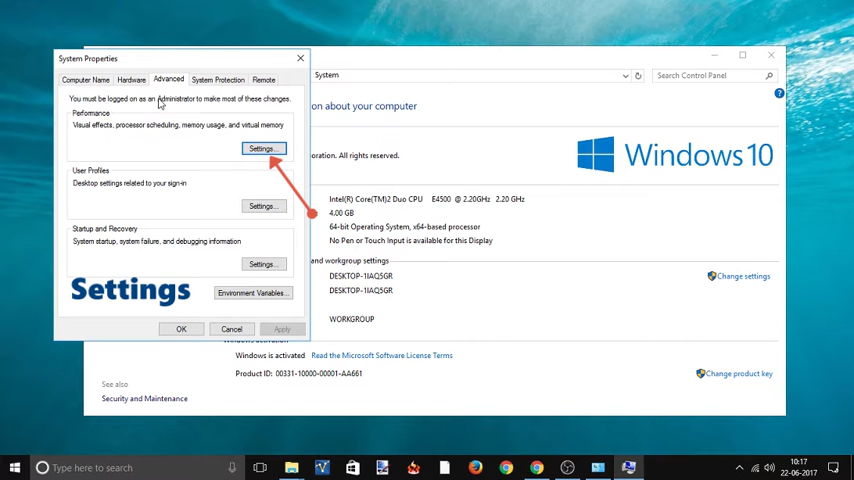 System Properties
Computer Name Hardware Advanced System Protection Remote
You must be logged on as an Administrator to make most of these changes.
Performance
Visual effects, processor scheduling, memory usage, and virtual memory
Settings...
User Profiles
Desktop settings related to your sign-in
Settings...
Startup and Recovery
System startup, system failure, and debugging information
Settings...
Settings
Environment Variables...
OK Cancel Apply
System
Search Control Panel
on about your computer
oration. All rights reserved.
Windows 10
Intel(R) Core(TM)2 Duo CPU E4500 @ 2.20GHz 2.20 GHz
4.00 GB
64-bit Operating System, x64-based processor
No Pen or Touch Input is available for this Display
and workgroup settings
DESKTOP-1IAQ5GR
Change settings
DESKTOP-1IAQ5GR
WORKGROUP
Windows activation
Windows is activated Read the Microsoft Software License Terms
Product ID: 00331-10000-00001-AA661
Change product key
See also
Security and Maintenance
Type here to search
10:17
22-06-2017